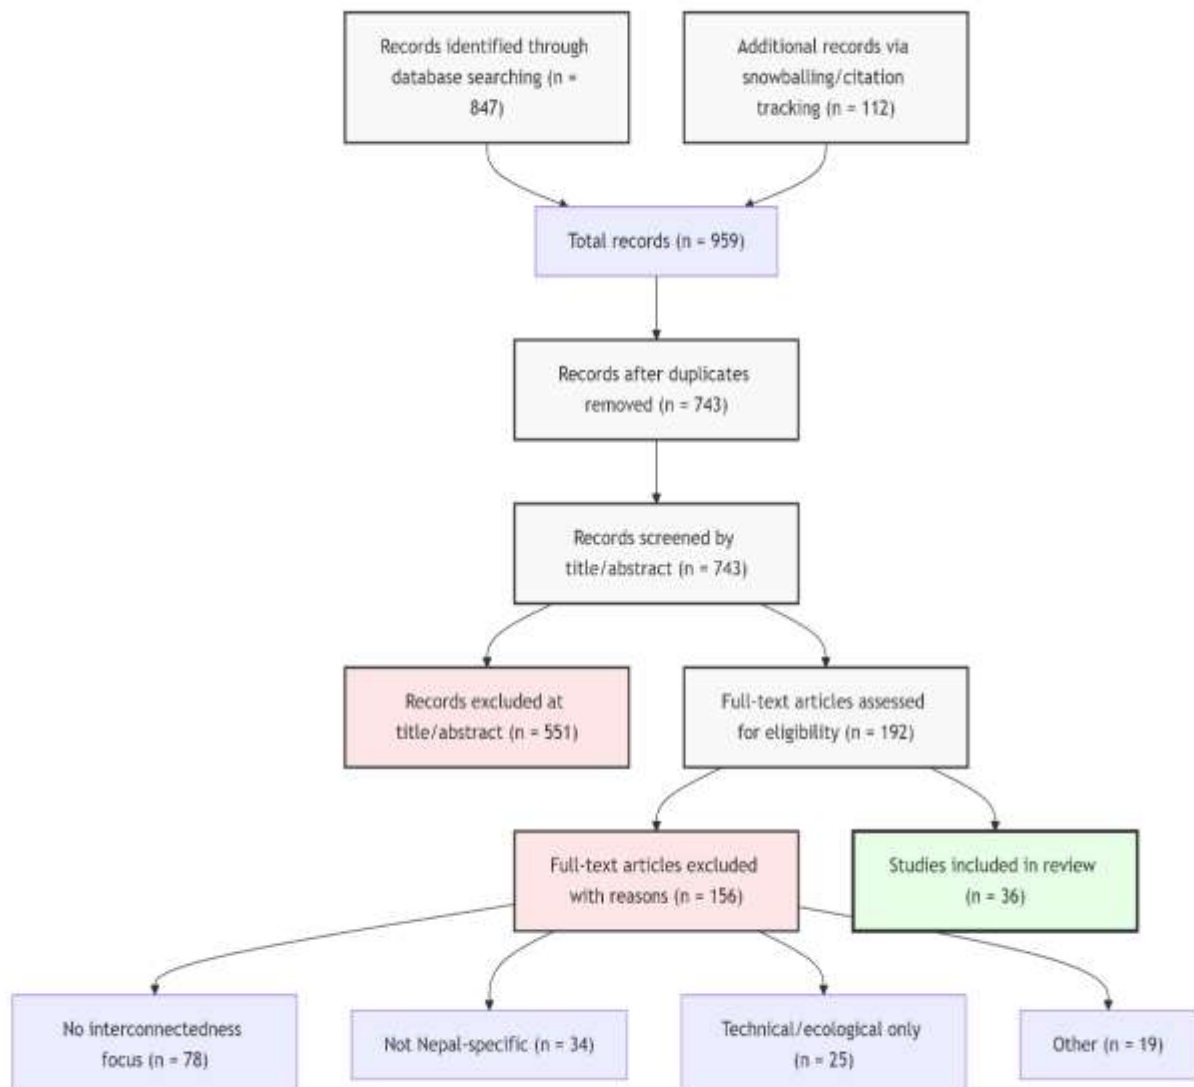 Records identified through
database searching (n =
847)
Additional records via
snowballing/citation
tracking (n = 112)
Total records (n = 959)
Records after duplicates
removed (n = 743)
Records screened by
title/abstract (n = 743)
Records excluded at
title/abstract (n = 551)
Full-text articles assessed
for eligibility (n = 192)
Full-text articles excluded
with reasons (n = 156)
Studies included in review
(n = 36)
No interconnectedness
focus (n = 78)
Not Nepal-specific (n = 34)
Technical/ecological only
(n = 25)
Other (n = 19)